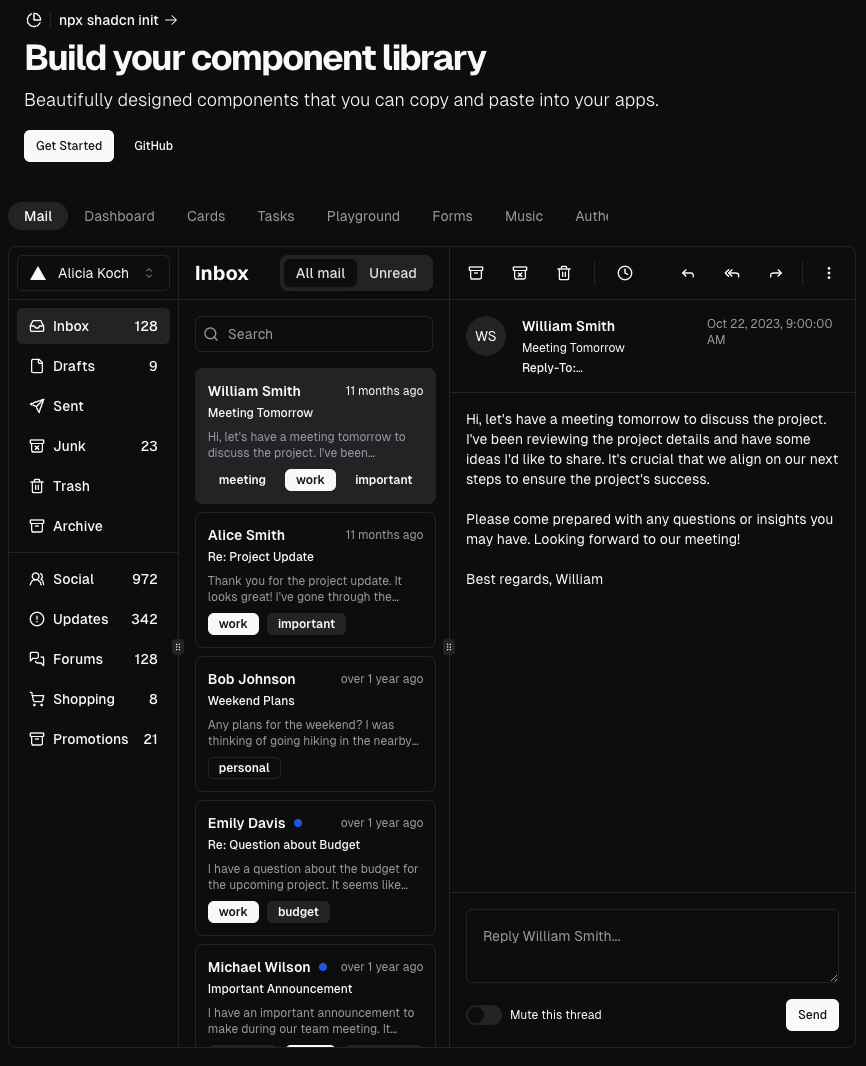 npx shadcn init
Build your component library
Beautifully designed components that you can copy and paste into your apps.
Get Started GitHub
Mail Dashboard Cards Tasks Playground Forms Music Authe
Alicia Koch
Inbox 128
Drafts 9
Sent
Junk 23
Trash
Archive
Social 972
Updates 342
Forums 128
Shopping 8
Promotions 21
Inbox
All mail Unread
Search
William Smith 11 months ago
Meeting Tomorrow
Hi, let's have a meeting tomorrow to
discuss the project. I've been...
meeting work important
Alice Smith 11 months ago
Re: Project Update
Thank you for the project update. It
looks great! I've gone through the...
work important
Bob Johnson over 1 year ago
Weekend Plans
Any plans for the weekend? I was
thinking of going hiking in the nearby...
personal
Emily Davis over 1 year ago
Re: Question about Budget
I have a question about the budget for
the upcoming project. It seems like...
work budget
Michael Wilson over 1 year ago
Important Announcement
I have an important announcement to
make during our team meeting. It...
WS
William Smith
Meeting Tomorrow
Reply-To:...
Oct 22, 2023, 9:00:00
AM
Hi, let's have a meeting tomorrow to discuss the project.
I've been reviewing the project details and have some
ideas I'd like to share. It's crucial that we align on our next
steps to ensure the project's success.
Please come prepared with any questions or insights you
may have. Looking forward to our meeting!
Best regards, William
Reply William Smith...
Mute this thread
Send